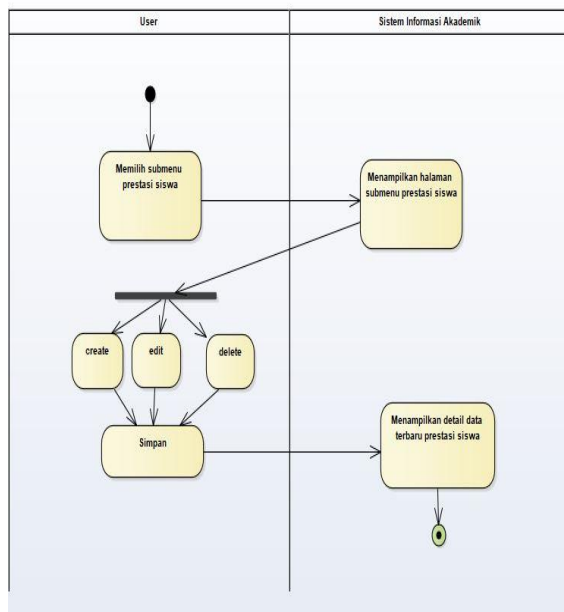 User
Sistem Informasi Akademik
Memilih submenu
prestasi siswa
Menampilkan halaman
submenu prestasi siswa
create
edit
delete
Simpan
Menampilkan detail data
terbaru prestasi siswa